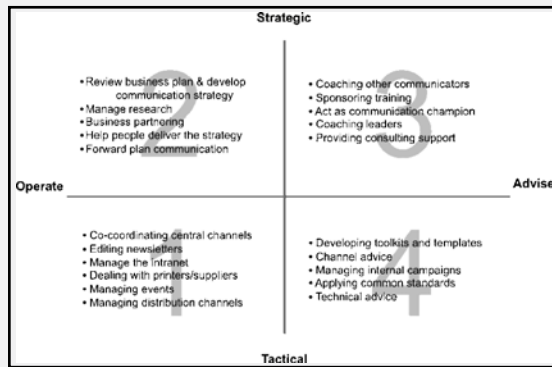 Strategic
2
• Review business plan & develop
communication strategy
• Manage research
• Business partnering
• Help people deliver the strategy
• Forward plan communication
3
• Coaching other communicators
• Sponsoring training
• Act as communication champion
• Coaching leaders
• Providing consulting support
Operate
Advise
1
• Co-coordinating central channels
• Editing newsletters
• Manage the Intranet
• Dealing with printers/suppliers
• Managing events
• Managing distribution channels
4
• Developing toolkits and templates
• Channel advice
• Managing internal campaigns
• Applying common standards
• Technical advice
Tactical